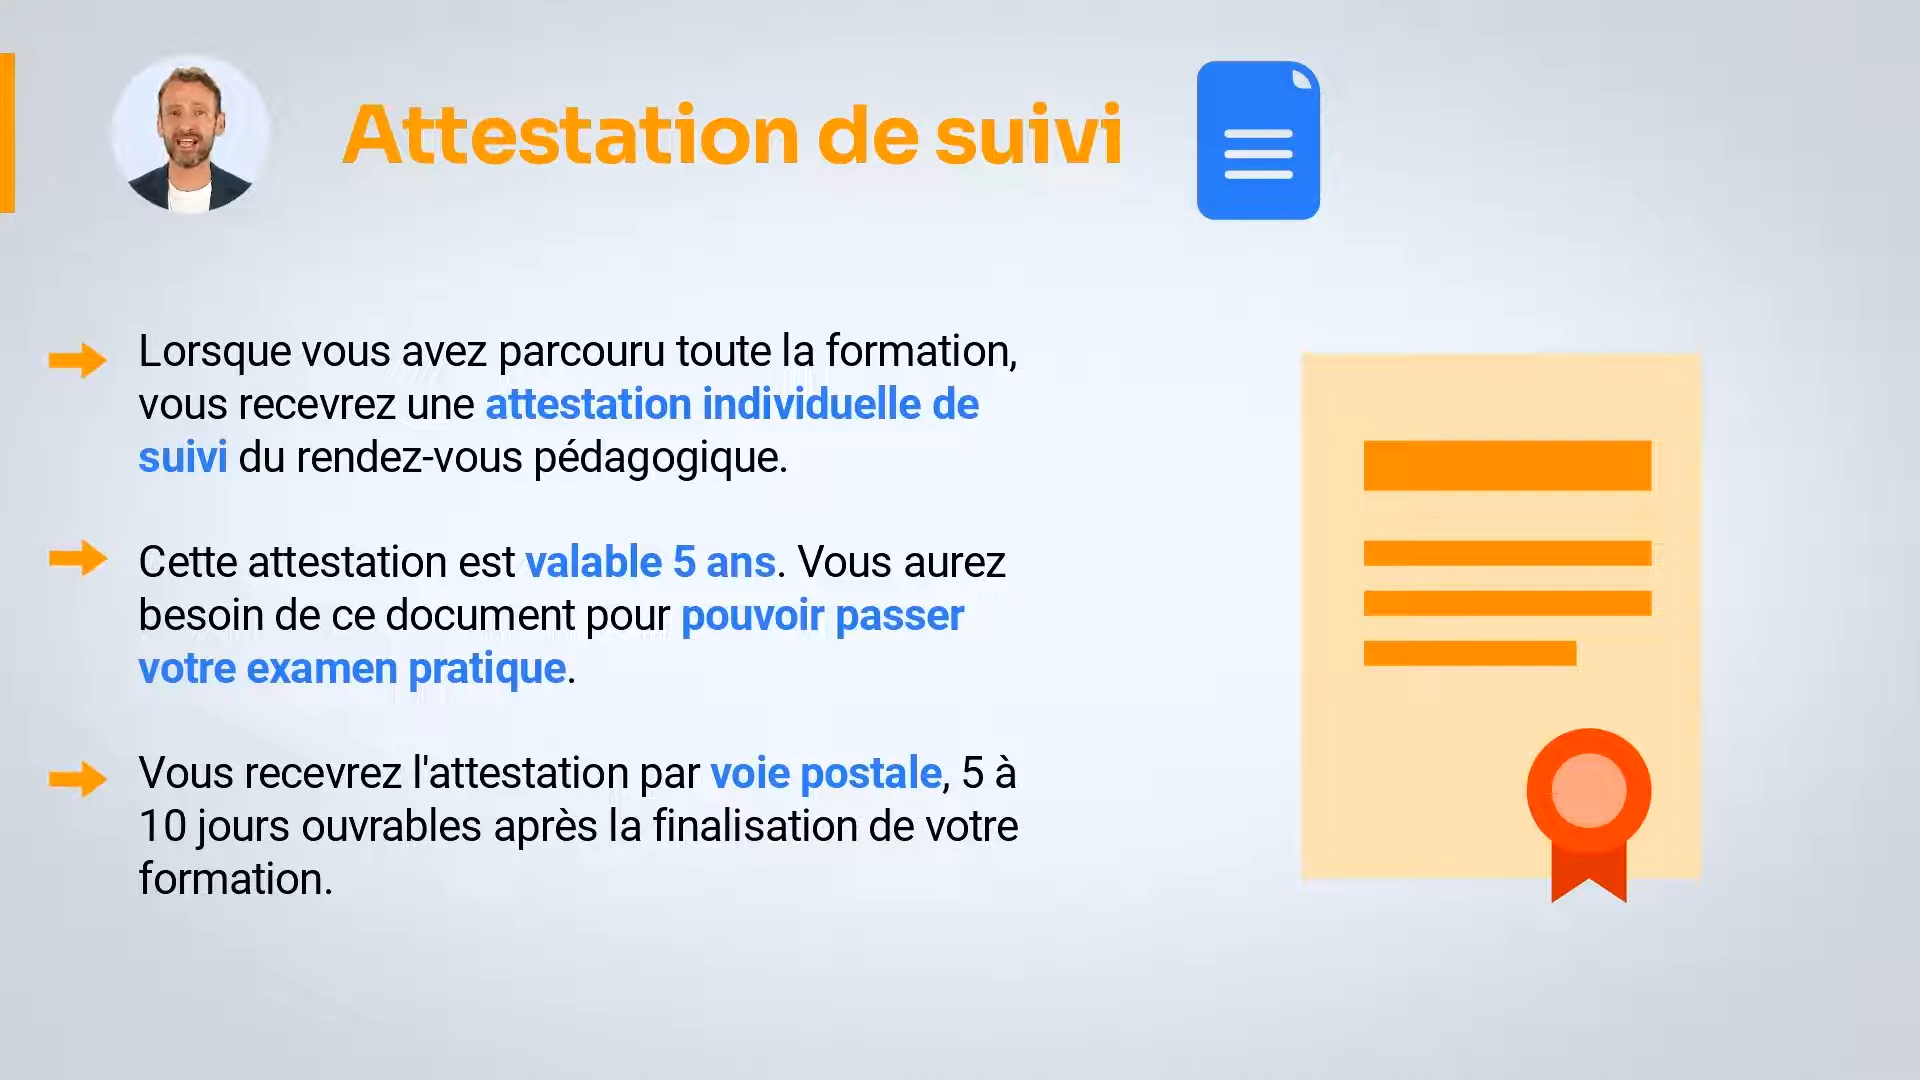 Attestation de suivi
Lorsque vous avez parcouru toute la formation,
vous recevrez une attestation individuelle de
suivi du rendez-vous pédagogique.
Cette attestation est valable 5 ans. Vous aurez
besoin de ce document pour pouvoir passer
votre examen pratique.
Vous recevrez l'attestation par voie postale, 5 à
10 jours ouvrables après la finalisation de votre
formation.